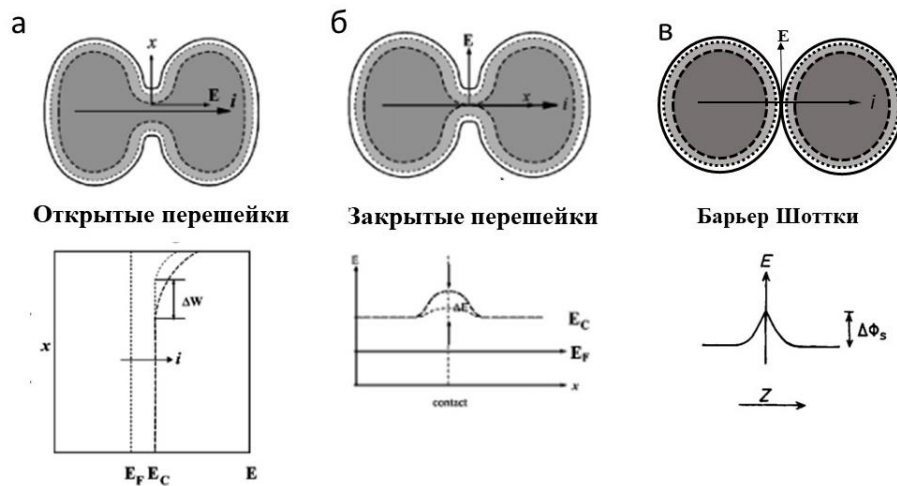 а
б
в
x
E
i
E
x
i
E
i
Открытые перешейки
Закрытые перешейки
Барьер Шоттки
ΔW
x
i
E_F E_C E
E
ΔE
E_C
E_F
x
contact
E
ΔΦ_s
Z